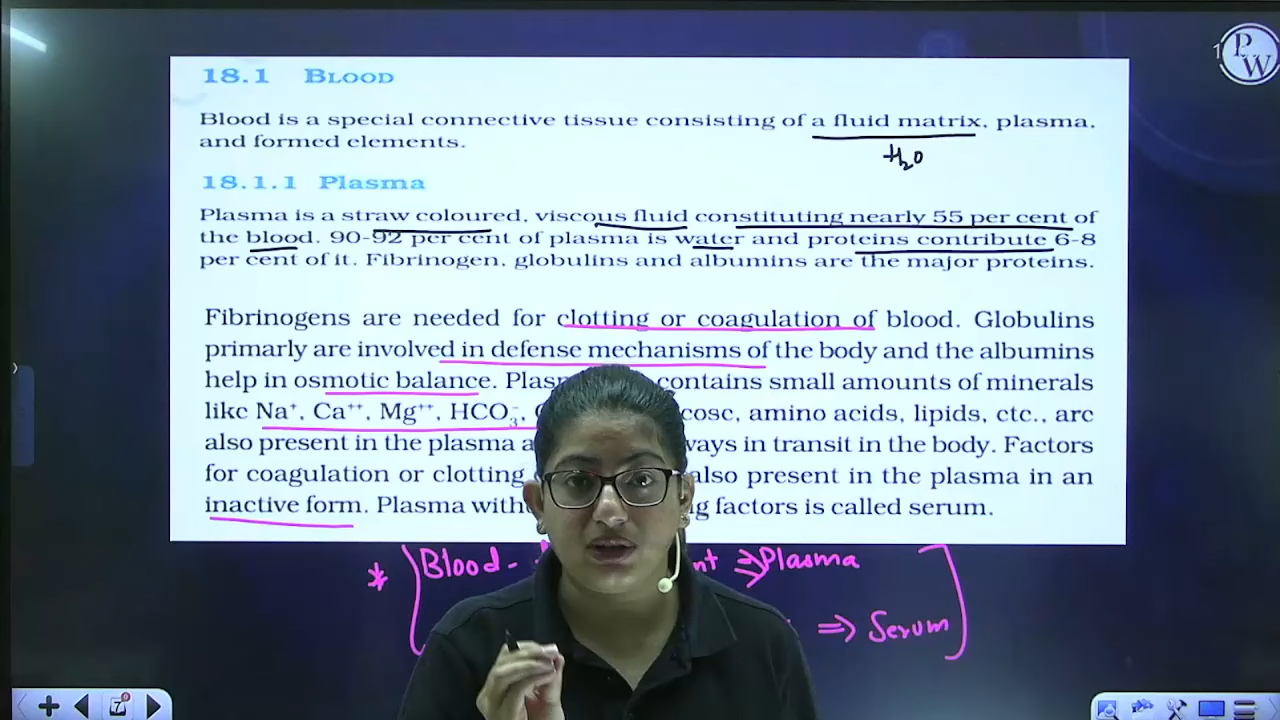 PW
18.1 BLOOD
Blood is a special connective tissue consisting of a fluid matrix, plasma,
and formed elements.
H₂O
18.1.1 Plasma
Plasma is a straw coloured, viscous fluid constituting nearly 55 per cent of
the blood. 90-92 per cent of plasma is water and proteins contribute 6-8
per cent of it. Fibrinogen, globulins and albumins are the major proteins.
Fibrinogens are needed for clotting or coagulation of blood. Globulins
primarily are involved in defense mechanisms of the body and the albumins
help in osmotic balance. contains small amounts of minerals
like Na⁺, Ca⁺⁺, Mg⁺⁺, HCO₃⁻, amino acids, lipids, etc., are
also present in the plasma in transit in the body. Factors
for coagulation or clotting also present in the plasma in an
inactive form. Plasma factors is called serum.
* Blood - ⇒ Plasma
⇒ Serum